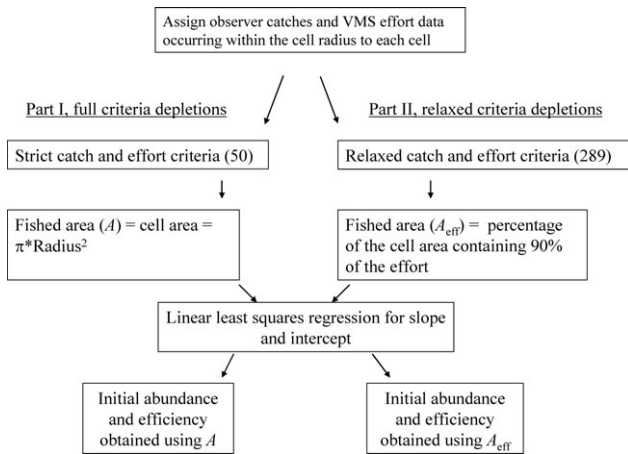 Assign observer catches and VMS effort data
occurring within the cell radius to each cell
Part I, full criteria depletions
Part II, relaxed criteria depletions
Strict catch and effort criteria (50)
Relaxed catch and effort criteria (289)
Fished area (A) = cell area =
π*Radius²
Fished area (A_eff) = percentage
of the cell area containing 90%
of the effort
Linear least squares regression for slope
and intercept
Initial abundance
and efficiency
obtained using A
Initial abundance
and efficiency
obtained using A_eff